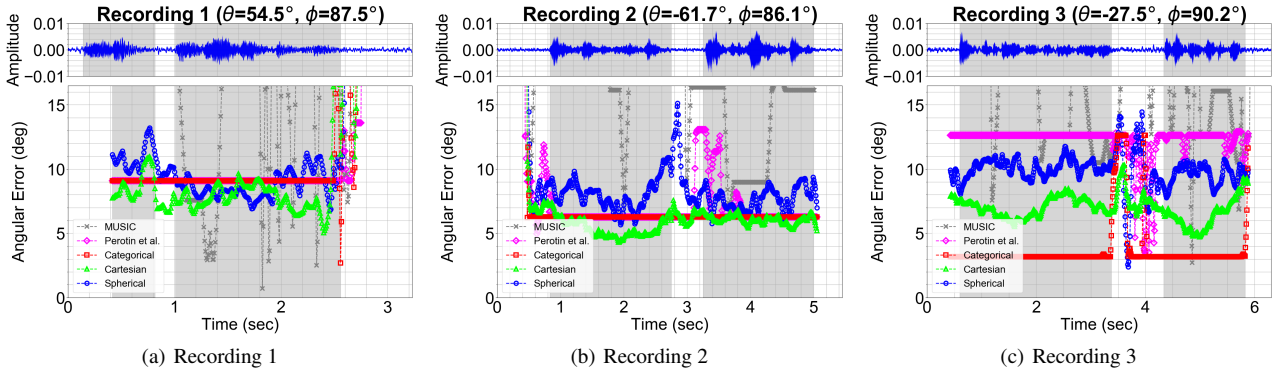 Recording 1 (θ=54.5°, ϕ=87.5°)
Amplitude
0.01
0.00
−0.01
Angular Error (deg)
15
10
5
0
MUSIC
Perotin et al.
Categorical
Cartesian
Spherical
0 1 2 3
Time (sec)
(a) Recording 1
Recording 2 (θ=-61.7°, ϕ=86.1°)
Amplitude
0.01
0.00
−0.01
Angular Error (deg)
15
10
5
0
MUSIC
Perotin et al.
Categorical
Cartesian
Spherical
0 1 2 3 4 5
Time (sec)
(b) Recording 2
Recording 3 (θ=-27.5°, ϕ=90.2°)
Amplitude
0.01
0.00
−0.01
Angular Error (deg)
15
10
5
0
MUSIC
Perotin et al.
Categorical
Cartesian
Spherical
0 2 4 6
Time (sec)
(c) Recording 3